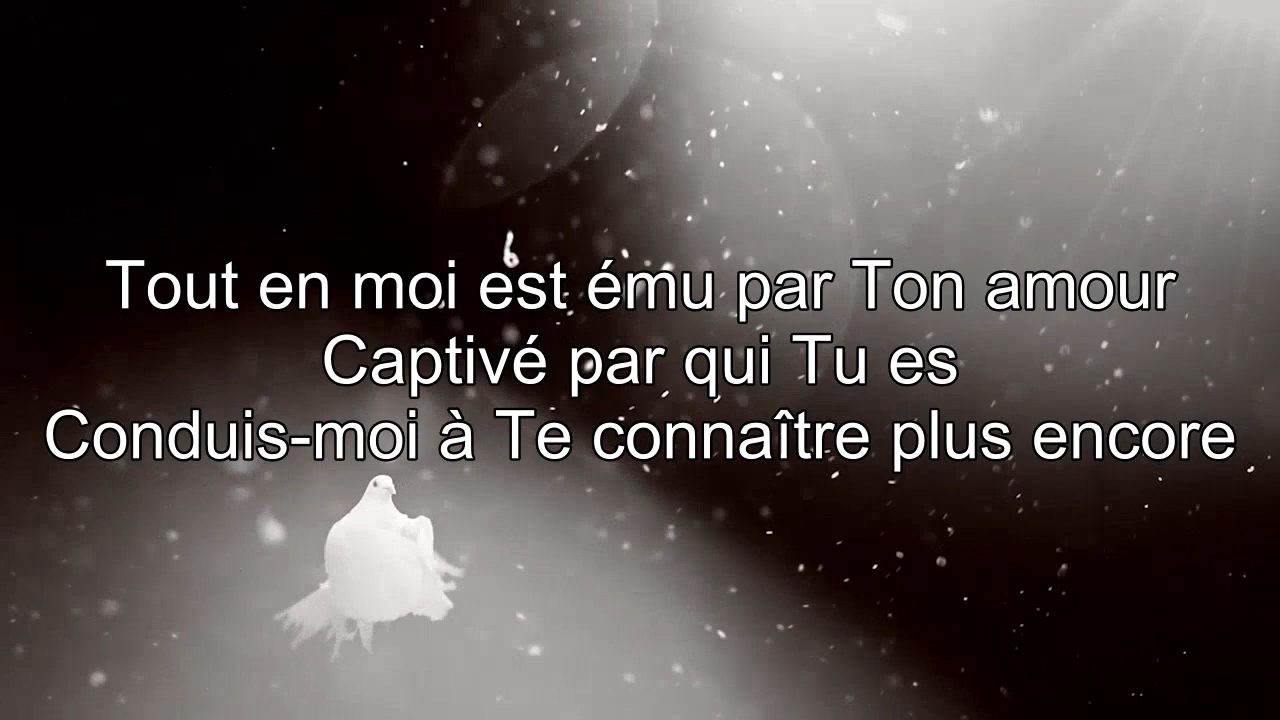 Tout en moi est ému par Ton amour
Captivé par qui Tu es
Conduis-moi à Te connaître plus encore